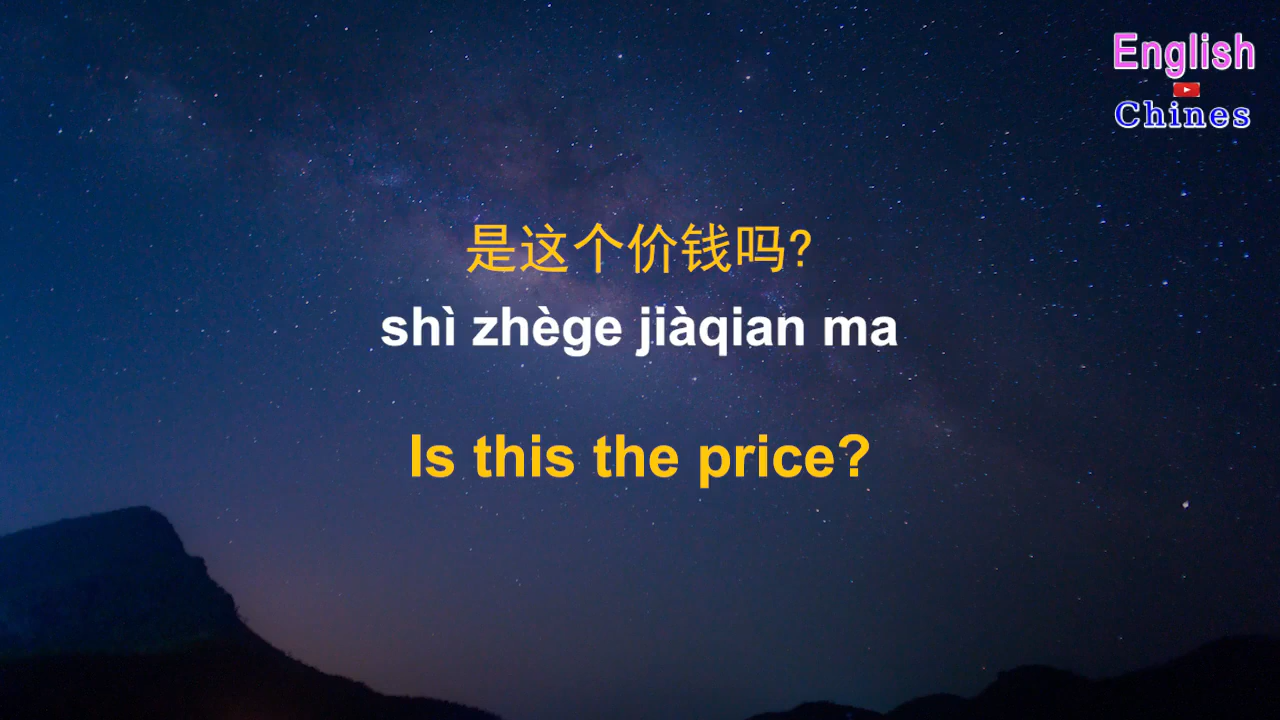 English
Chines
是这个价钱吗?
shì zhège jiàqian ma
Is this the price?